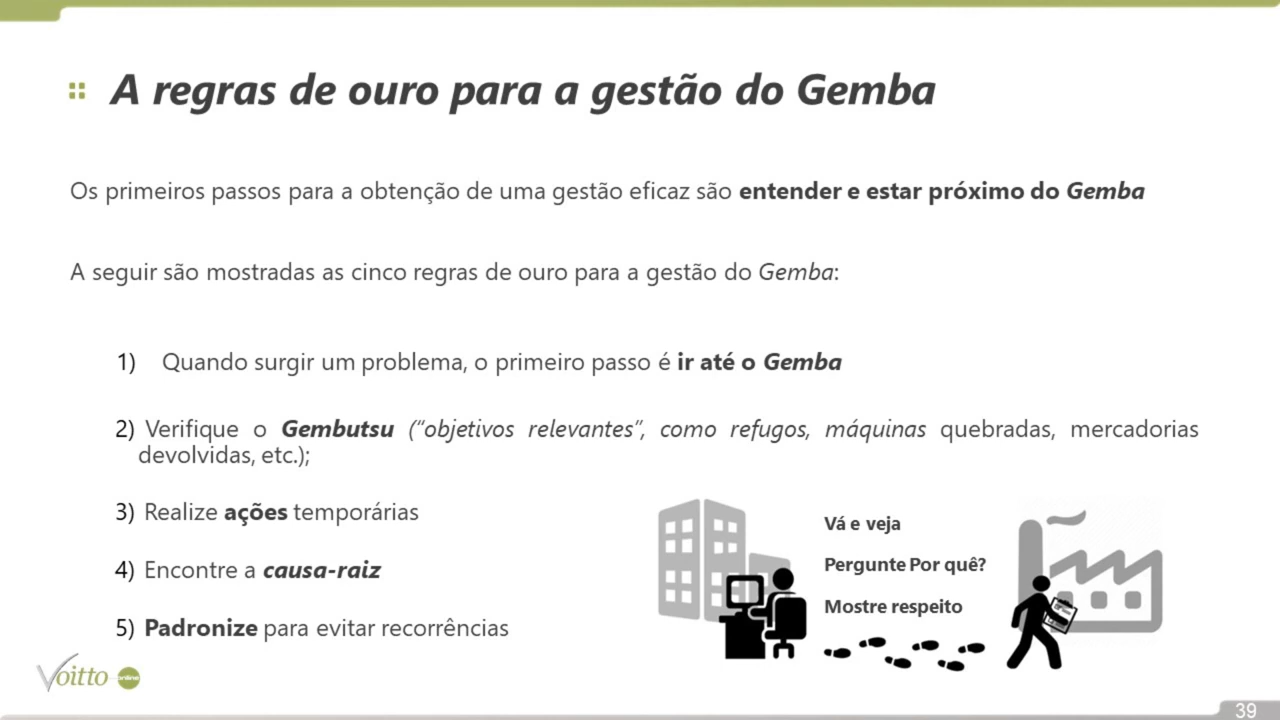 A regras de ouro para a gestão do Gemba
Os primeiros passos para a obtenção de uma gestão eficaz são entender e estar próximo do Gemba
A seguir são mostradas as cinco regras de ouro para a gestão do Gemba:
1) Quando surgir um problema, o primeiro passo é ir até o Gemba
2) Verifique o Gembutsu (“objetivos relevantes”, como refugos, máquinas quebradas, mercadorias
devolvidas, etc.);
3) Realize ações temporárias
4) Encontre a causa-raiz
5) Padronize para evitar recorrências
Vá e veja
Pergunte Por quê?
Mostre respeito
Voitto online
39